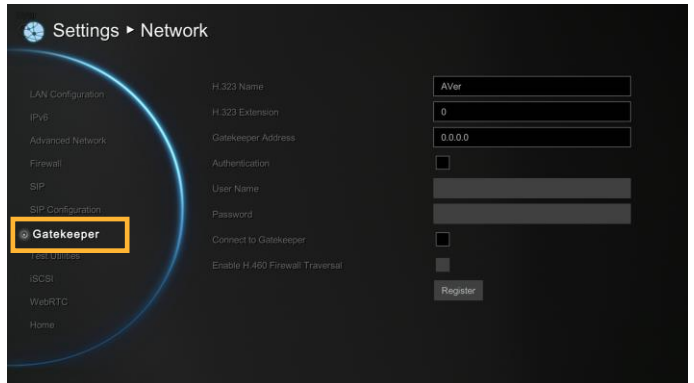 Settings ▸ Network
LAN Configuration
IPv6
Advanced Network
Firewall
SIP
SIP Configuration
Gatekeeper
Test Utilities
iSCSI
WebRTC
Home
H.323 Name AVer
H.323 Extension 0
Gatekeeper Address 0.0.0.0
Authentication
User Name
Password
Connect to Gatekeeper
Enable H.460 Firewall Traversal
Register